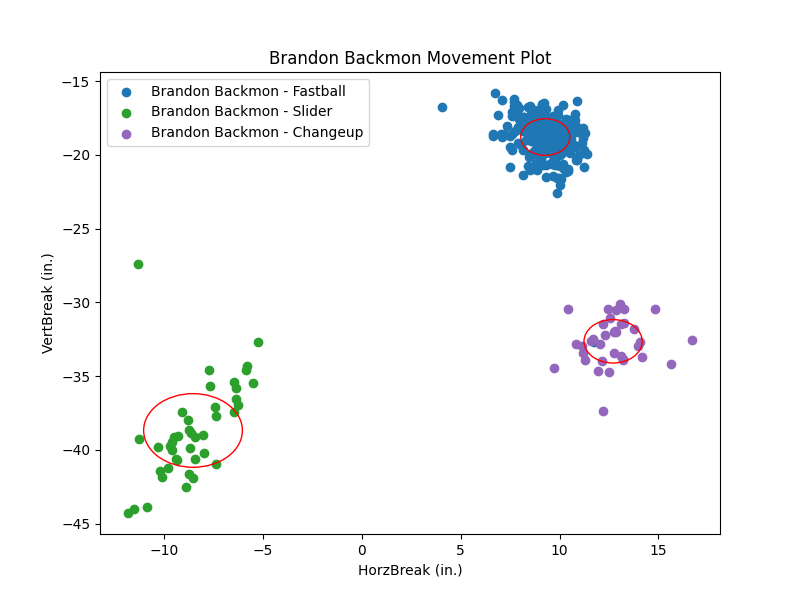 Brandon Backmon Movement Plot
Brandon Backmon - Fastball
Brandon Backmon - Slider
Brandon Backmon - Changeup
VertBreak (in.)
−15
−20
−25
−30
−35
−40
−45
−10
−5
0
5
10
15
HorzBreak (in.)